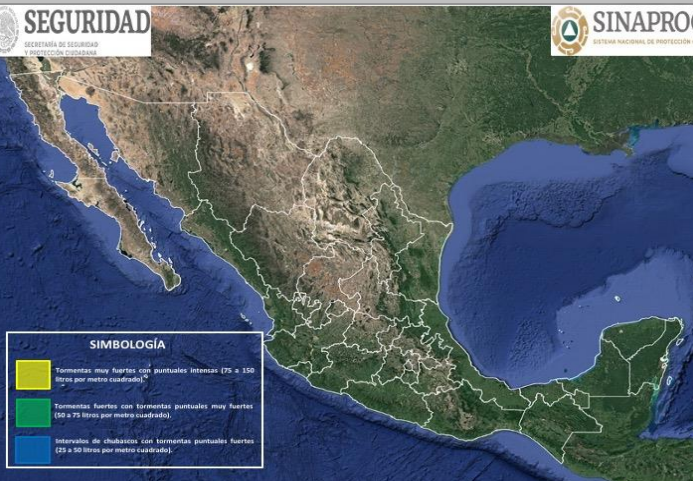 SEGURIDAD
SECRETARÍA DE SEGURIDAD
Y PROTECCIÓN CIUDADANA
SINAPROC
SISTEMA NACIONAL DE PROTECCIÓN
SIMBOLOGÍA
Tormentas muy fuertes con puntuales intensas (75 a 150
litros por metro cuadrado).
Tormentas fuertes con tormentas puntuales muy fuertes
(50 a 75 litros por metro cuadrado).
Intervalos de chubascos con tormentas puntuales fuertes
(25 a 50 litros por metro cuadrado).